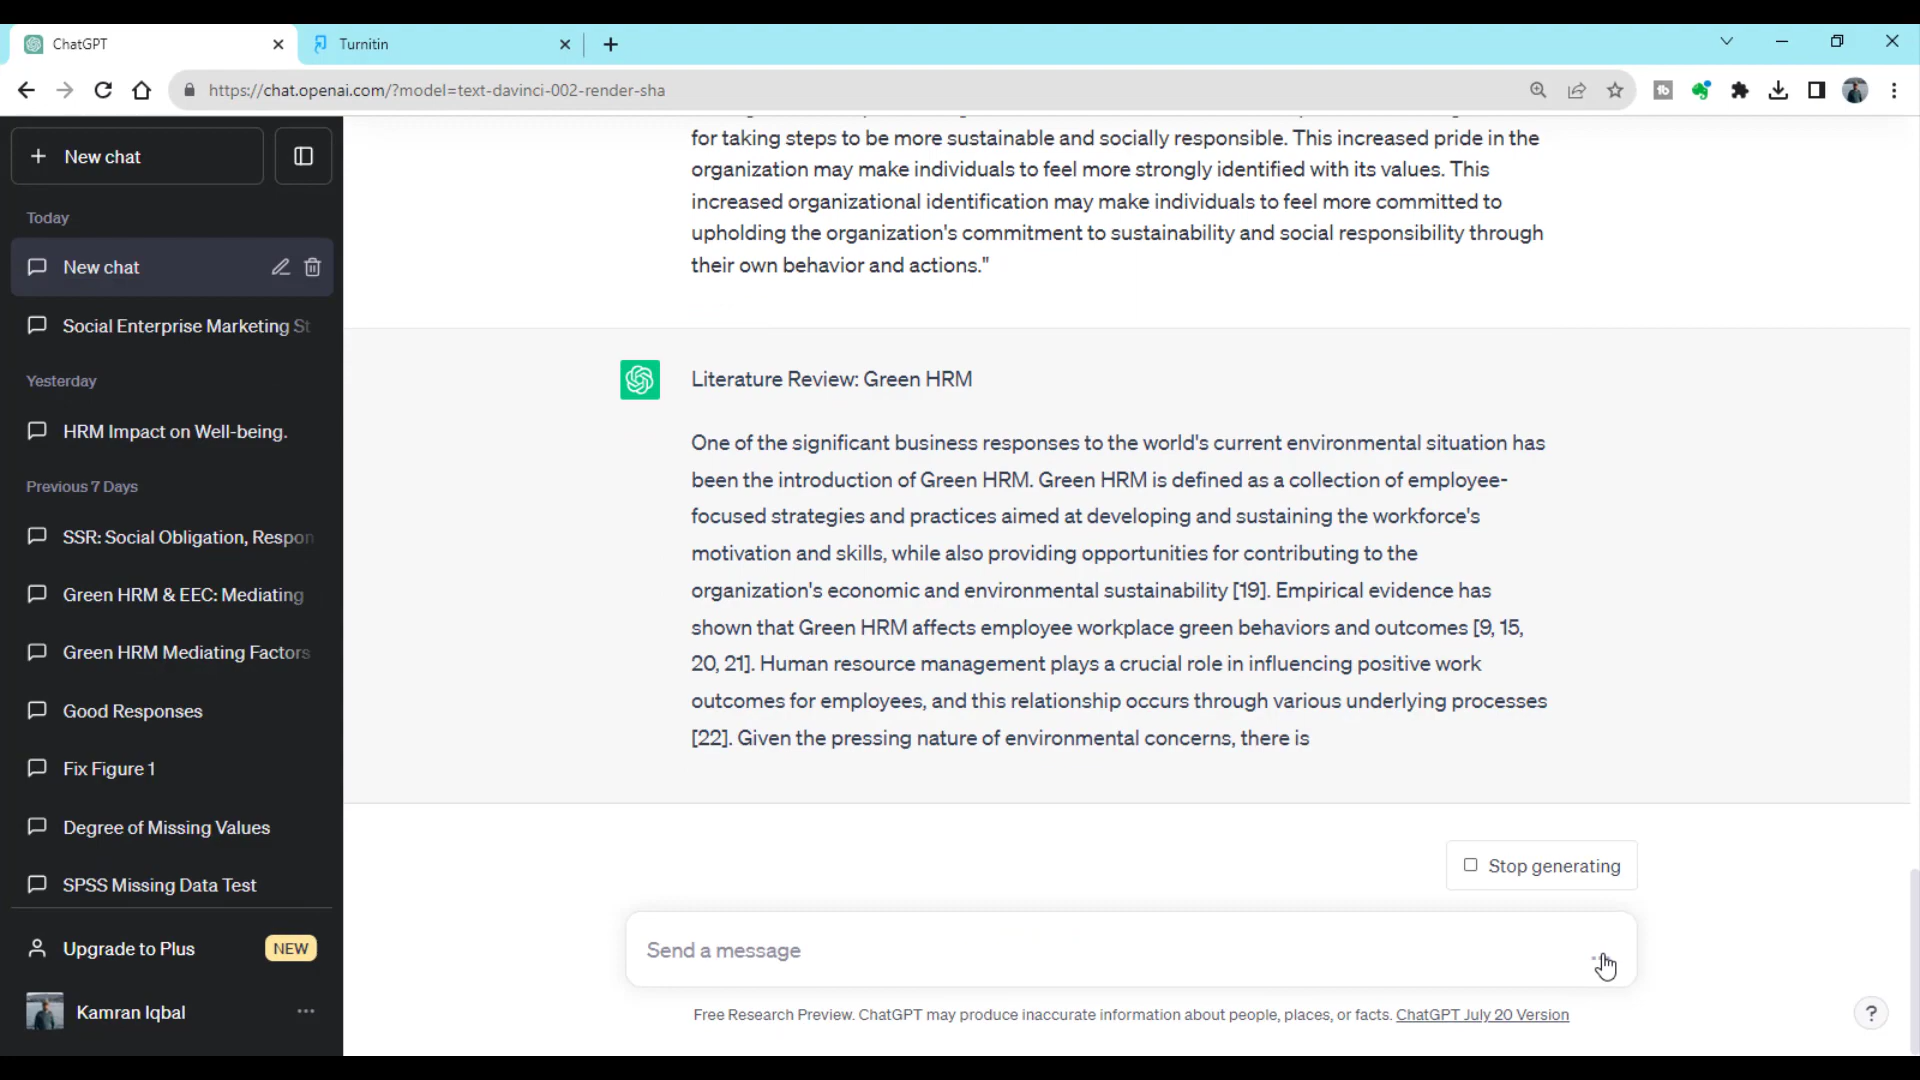 ChatGPT
Turnitin
https://chat.openai.com/?model=text-davinci-002-render-sha
New chat
Today
New chat
Social Enterprise Marketing St
Yesterday
HRM Impact on Well-being.
Previous 7 Days
SSR: Social Obligation, Respon
Green HRM & EEC: Mediating
Green HRM Mediating Factors
Good Responses
Fix Figure 1
Degree of Missing Values
SPSS Missing Data Test
Upgrade to Plus NEW
Kamran Iqbal
for taking steps to be more sustainable and socially responsible. This increased pride in the
organization may make individuals to feel more strongly identified with its values. This
increased organizational identification may make individuals to feel more committed to
upholding the organization's commitment to sustainability and social responsibility through
their own behavior and actions."
Literature Review: Green HRM
One of the significant business responses to the world's current environmental situation has
been the introduction of Green HRM. Green HRM is defined as a collection of employee-
focused strategies and practices aimed at developing and sustaining the workforce's
motivation and skills, while also providing opportunities for contributing to the
organization's economic and environmental sustainability [19]. Empirical evidence has
shown that Green HRM affects employee workplace green behaviors and outcomes [9, 15,
20, 21]. Human resource management plays a crucial role in influencing positive work
outcomes for employees, and this relationship occurs through various underlying processes
[22]. Given the pressing nature of environmental concerns, there is
Stop generating
Send a message
Free Research Preview. ChatGPT may produce inaccurate information about people, places, or facts. ChatGPT July 20 Version
?